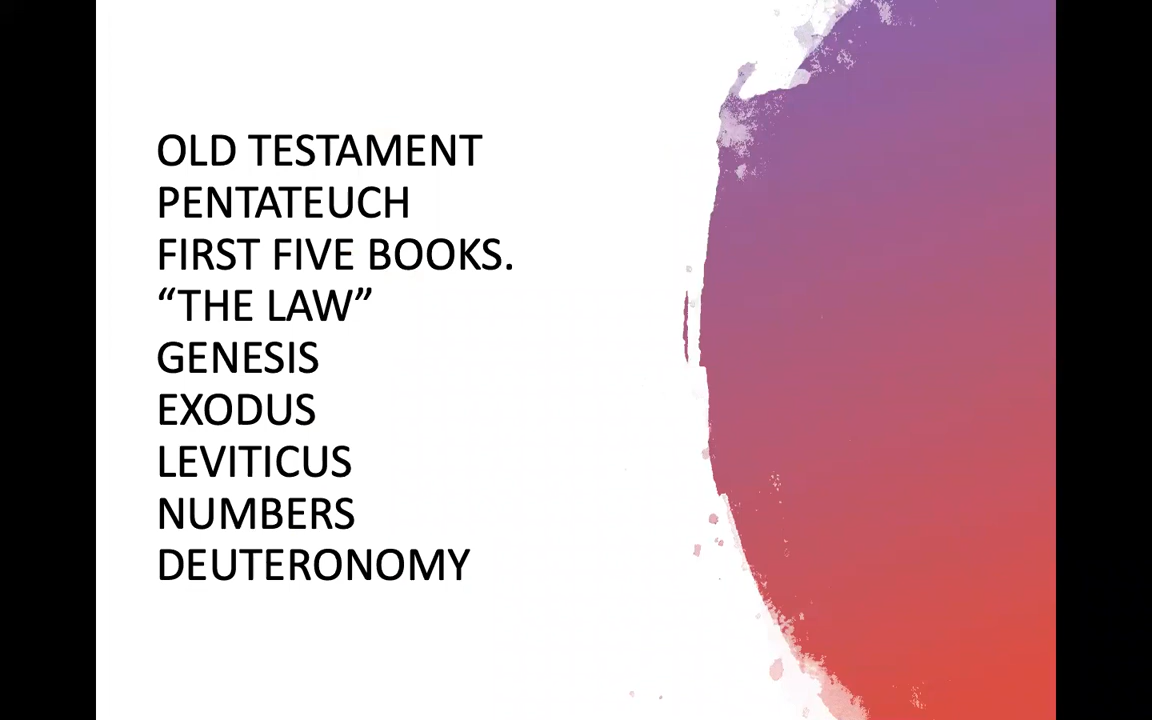 OLD TESTAMENT
PENTATEUCH
FIRST FIVE BOOKS.
“THE LAW”
GENESIS
EXODUS
LEVITICUS
NUMBERS
DEUTERONOMY